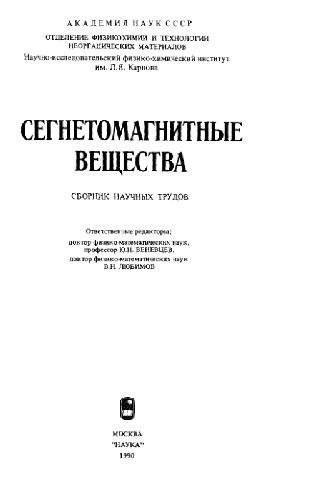 АКАДЕМИЯ НАУК СССР
ОТДЕЛЕНИЕ ФИЗИКОХИМИИ И ТЕХНОЛОГИИ
НЕОРГАНИЧЕСКИХ МАТЕРИАЛОВ
Научно-исследовательский физико-химический институт
им. Л.Я. Карпова
СЕГНЕТОМАГНИТНЫЕ
ВЕЩЕСТВА
СБОРНИК НАУЧНЫХ ТРУДОВ
Ответственные редакторы:
доктор физико-математических наук,
профессор Ю.Н. ВЕНЕВЦЕВ,
доктор физико-математических наук
В.Н. ЛЮБИМОВ
МОСКВА
"НАУКА"
1990